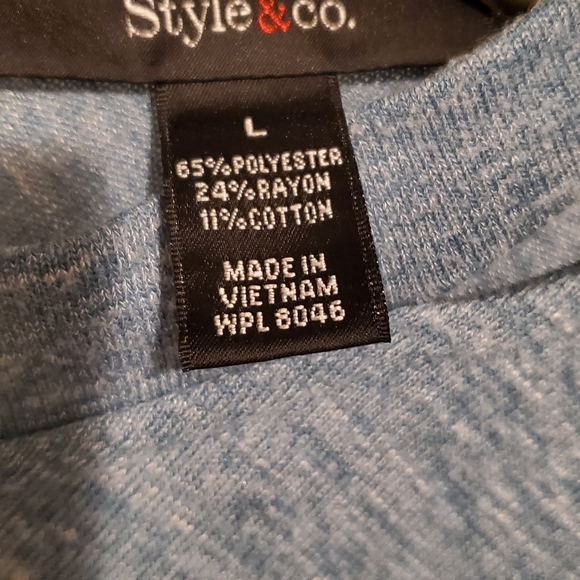 Style&co.
L
65% POLYESTER
24% RAYON
11% COTTON
MADE IN
VIETNAM
WPL 8046